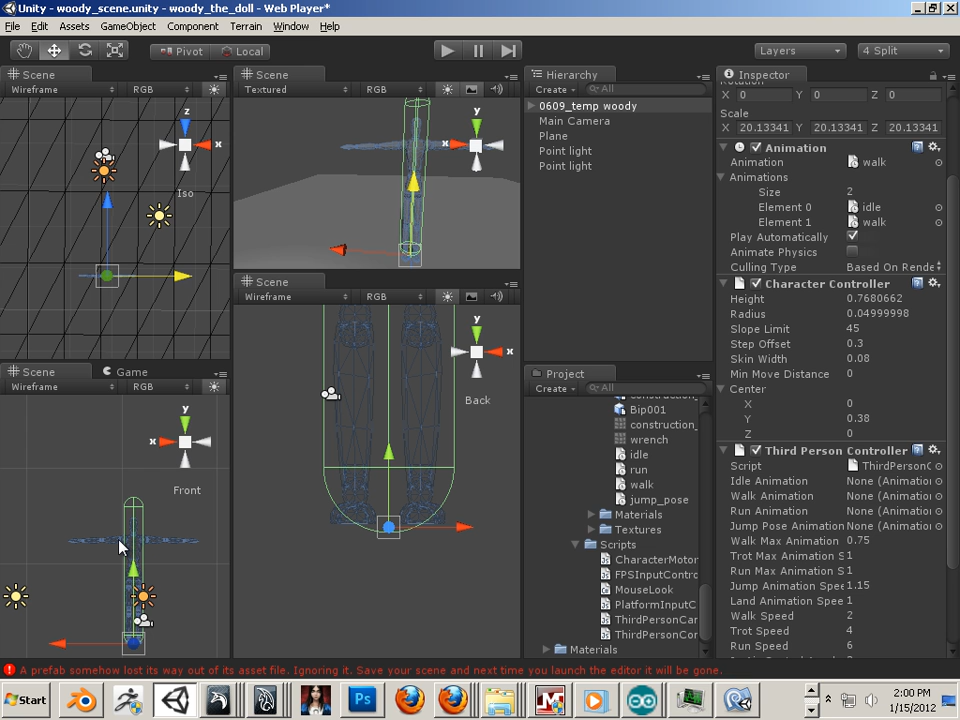 Unity - woody_scene.unity - woody_the_doll - Web Player*
File Edit Assets GameObject Component Terrain Window Help
Pivot Local Layers 4 Split
Scene
Wireframe RGB
z
x
Iso
Scene
Textured RGB
y
x
Scene
Wireframe RGB
y
x
Back
Scene Game
Wireframe RGB
y
x
Front
Hierarchy
Create All
0609_temp woody
Main Camera
Plane
Point light
Point light
Project
Create All
Bip001
construction_
wrench
idle
run
walk
jump_pose
Materials
Textures
Scripts
CharacterMotor
FPSInputContro
MouseLook
PlatformInputC
ThirdPersonCar
ThirdPersonCor
Materials
Inspector
Rotation
X 0 Y 0 Z 0
Scale
X 20.13341 Y 20.13341 Z 20.13341
Animation
Animation walk
Animations
Size 2
Element 0 idle
Element 1 walk
Play Automatically
Animate Physics
Culling Type Based On Rende
Character Controller
Height 0.7680662
Radius 0.04999998
Slope Limit 45
Step Offset 0.3
Skin Width 0.08
Min Move Distance 0
Center
X 0
Y 0.38
Z 0
Third Person Controller
Script ThirdPersonC
Idle Animation None (Animatio
Walk Animation None (Animatio
Run Animation None (Animatio
Jump Pose Animation None (Animatio
Walk Max Animation S 0.75
Trot Max Animation S 1
Run Max Animation S 1
Jump Animation Spee 1.15
Land Animation Spee 1
Walk Speed 2
Trot Speed 4
Run Speed 6
A prefab somehow lost its way out of its asset file. Ignoring it. Save your scene and next time you launch the editor it will be gone.
Start
Ps
2:00 PM
1/15/2012